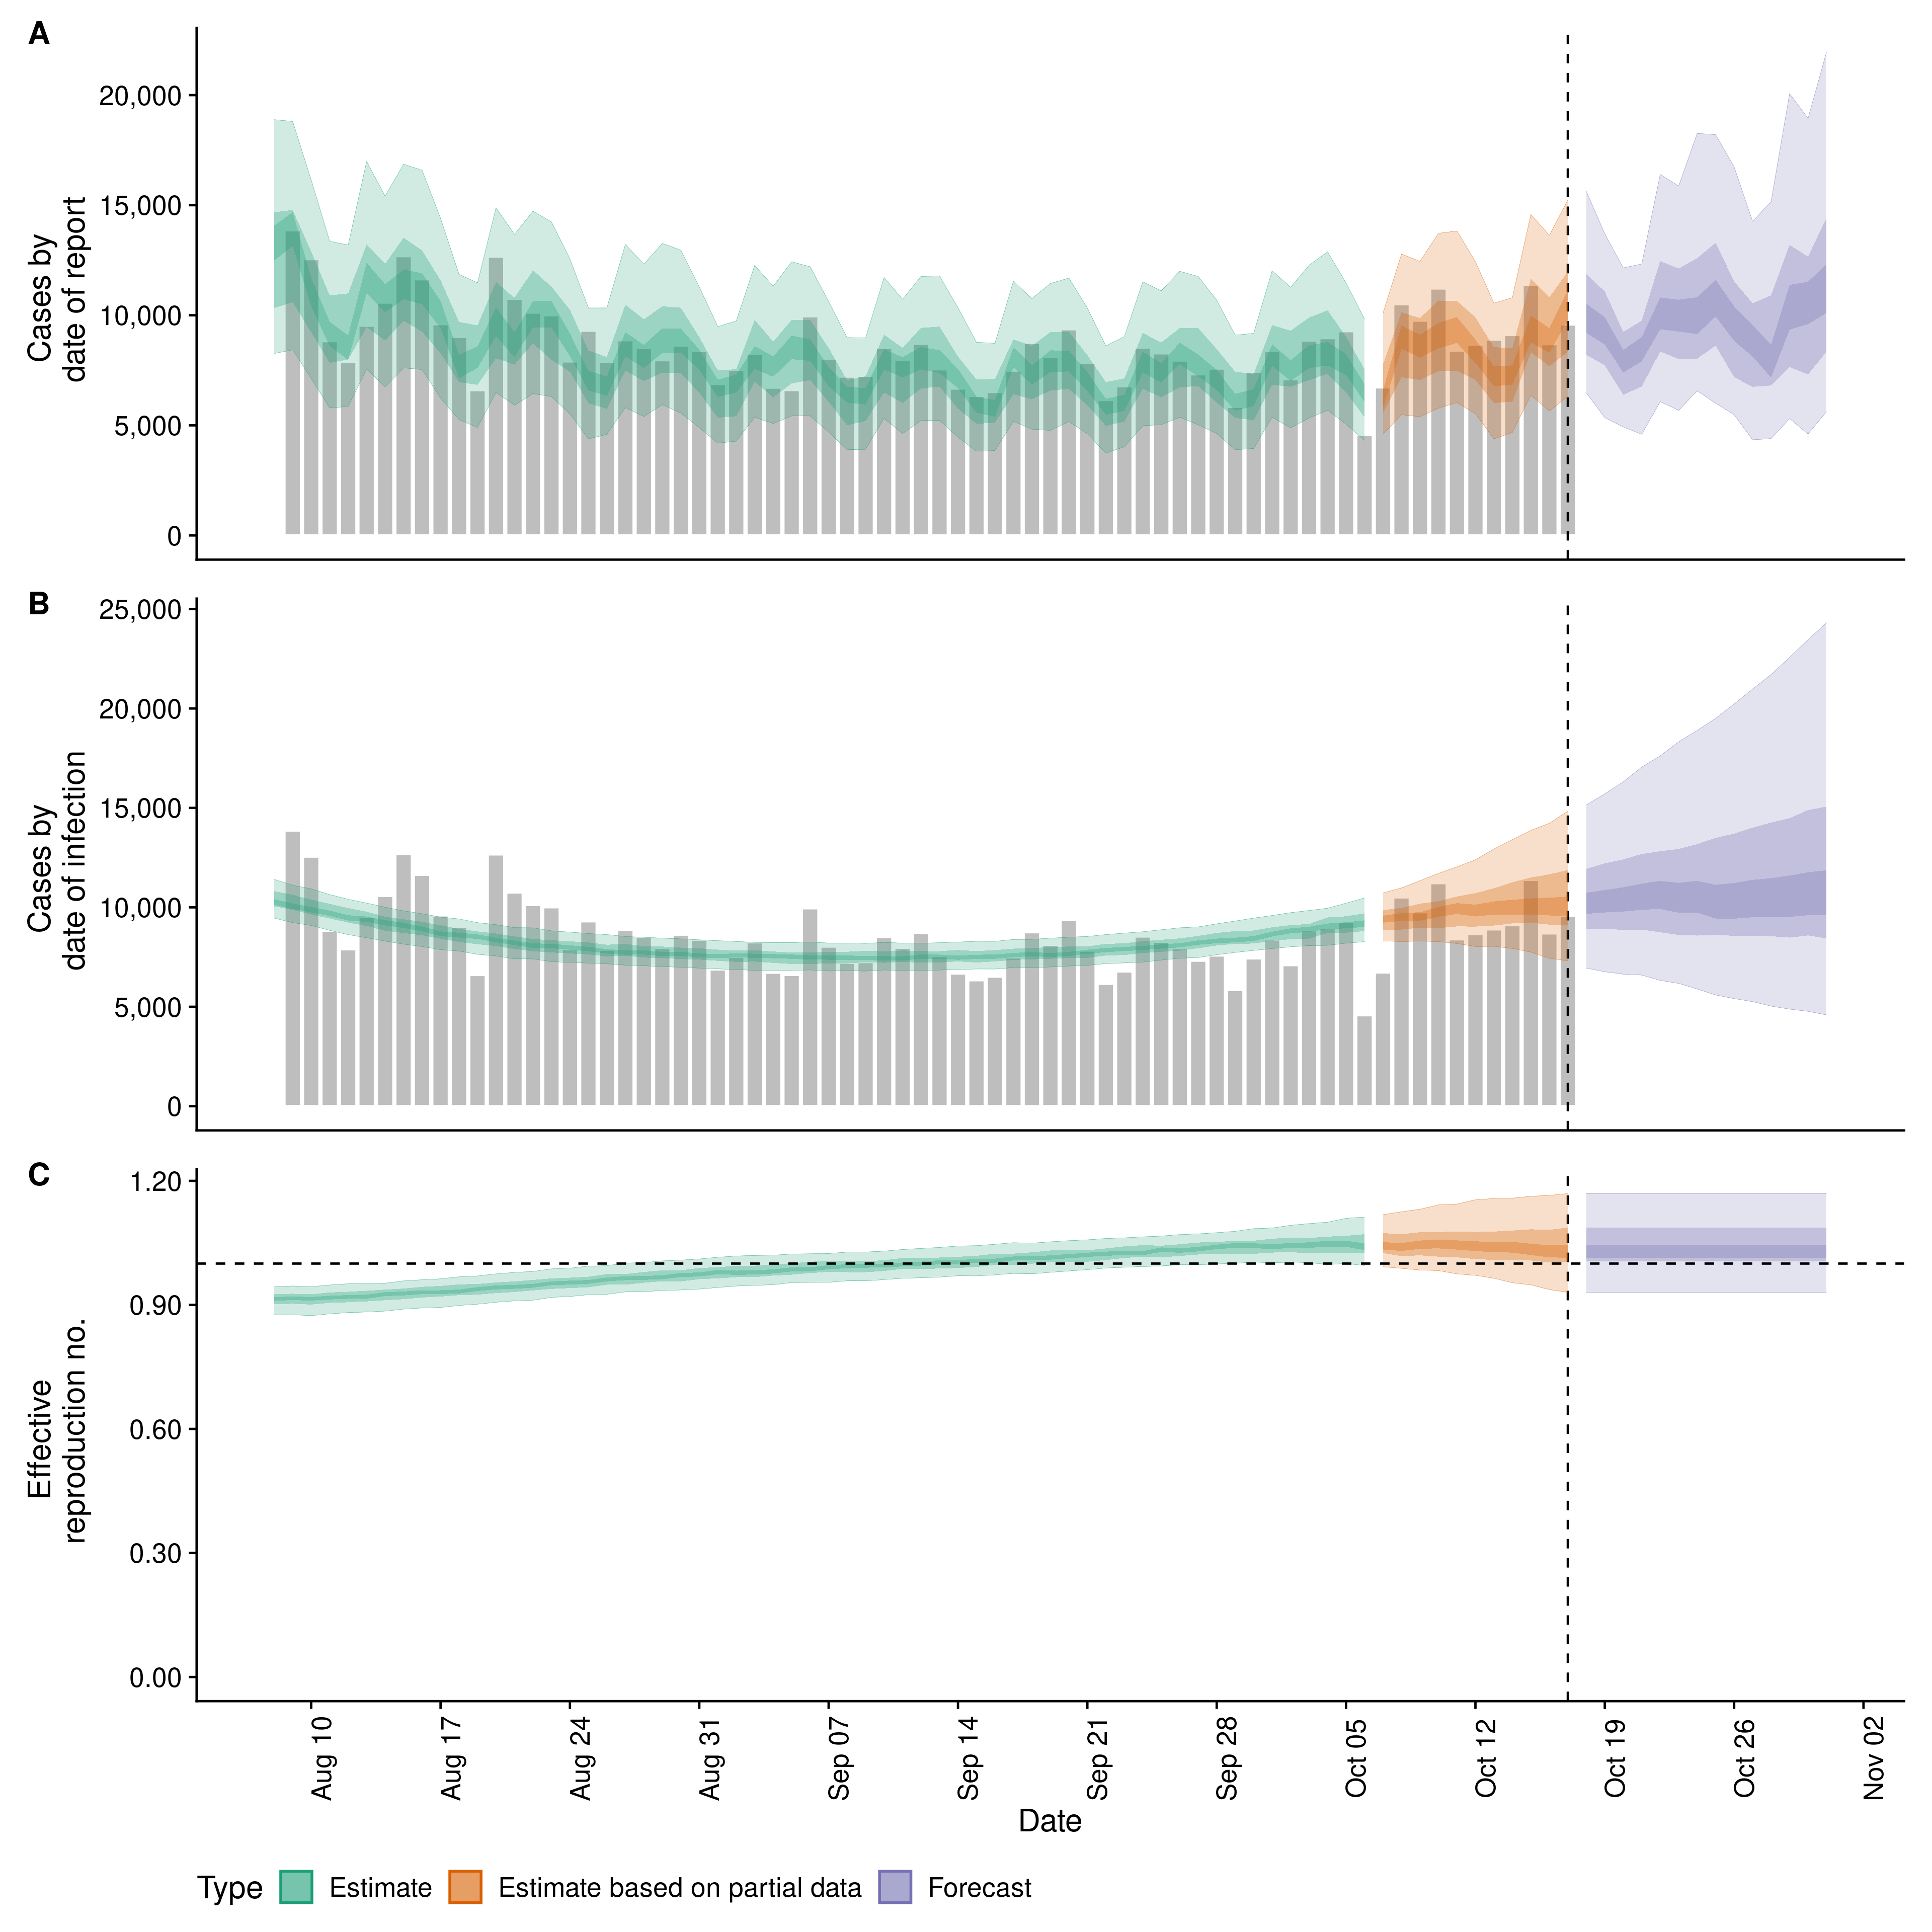 A
20,000
15,000
10,000
5,000
0
Cases by
date of report
B
25,000
20,000
15,000
10,000
5,000
0
Cases by
date of infection
C
1.20
0.90
0.60
0.30
0.00
Effective
reproduction no.
Aug 10
Aug 17
Aug 24
Aug 31
Sep 07
Sep 14
Sep 21
Sep 28
Oct 05
Oct 12
Oct 19
Oct 26
Nov 02
Date
Type Estimate Estimate based on partial data Forecast